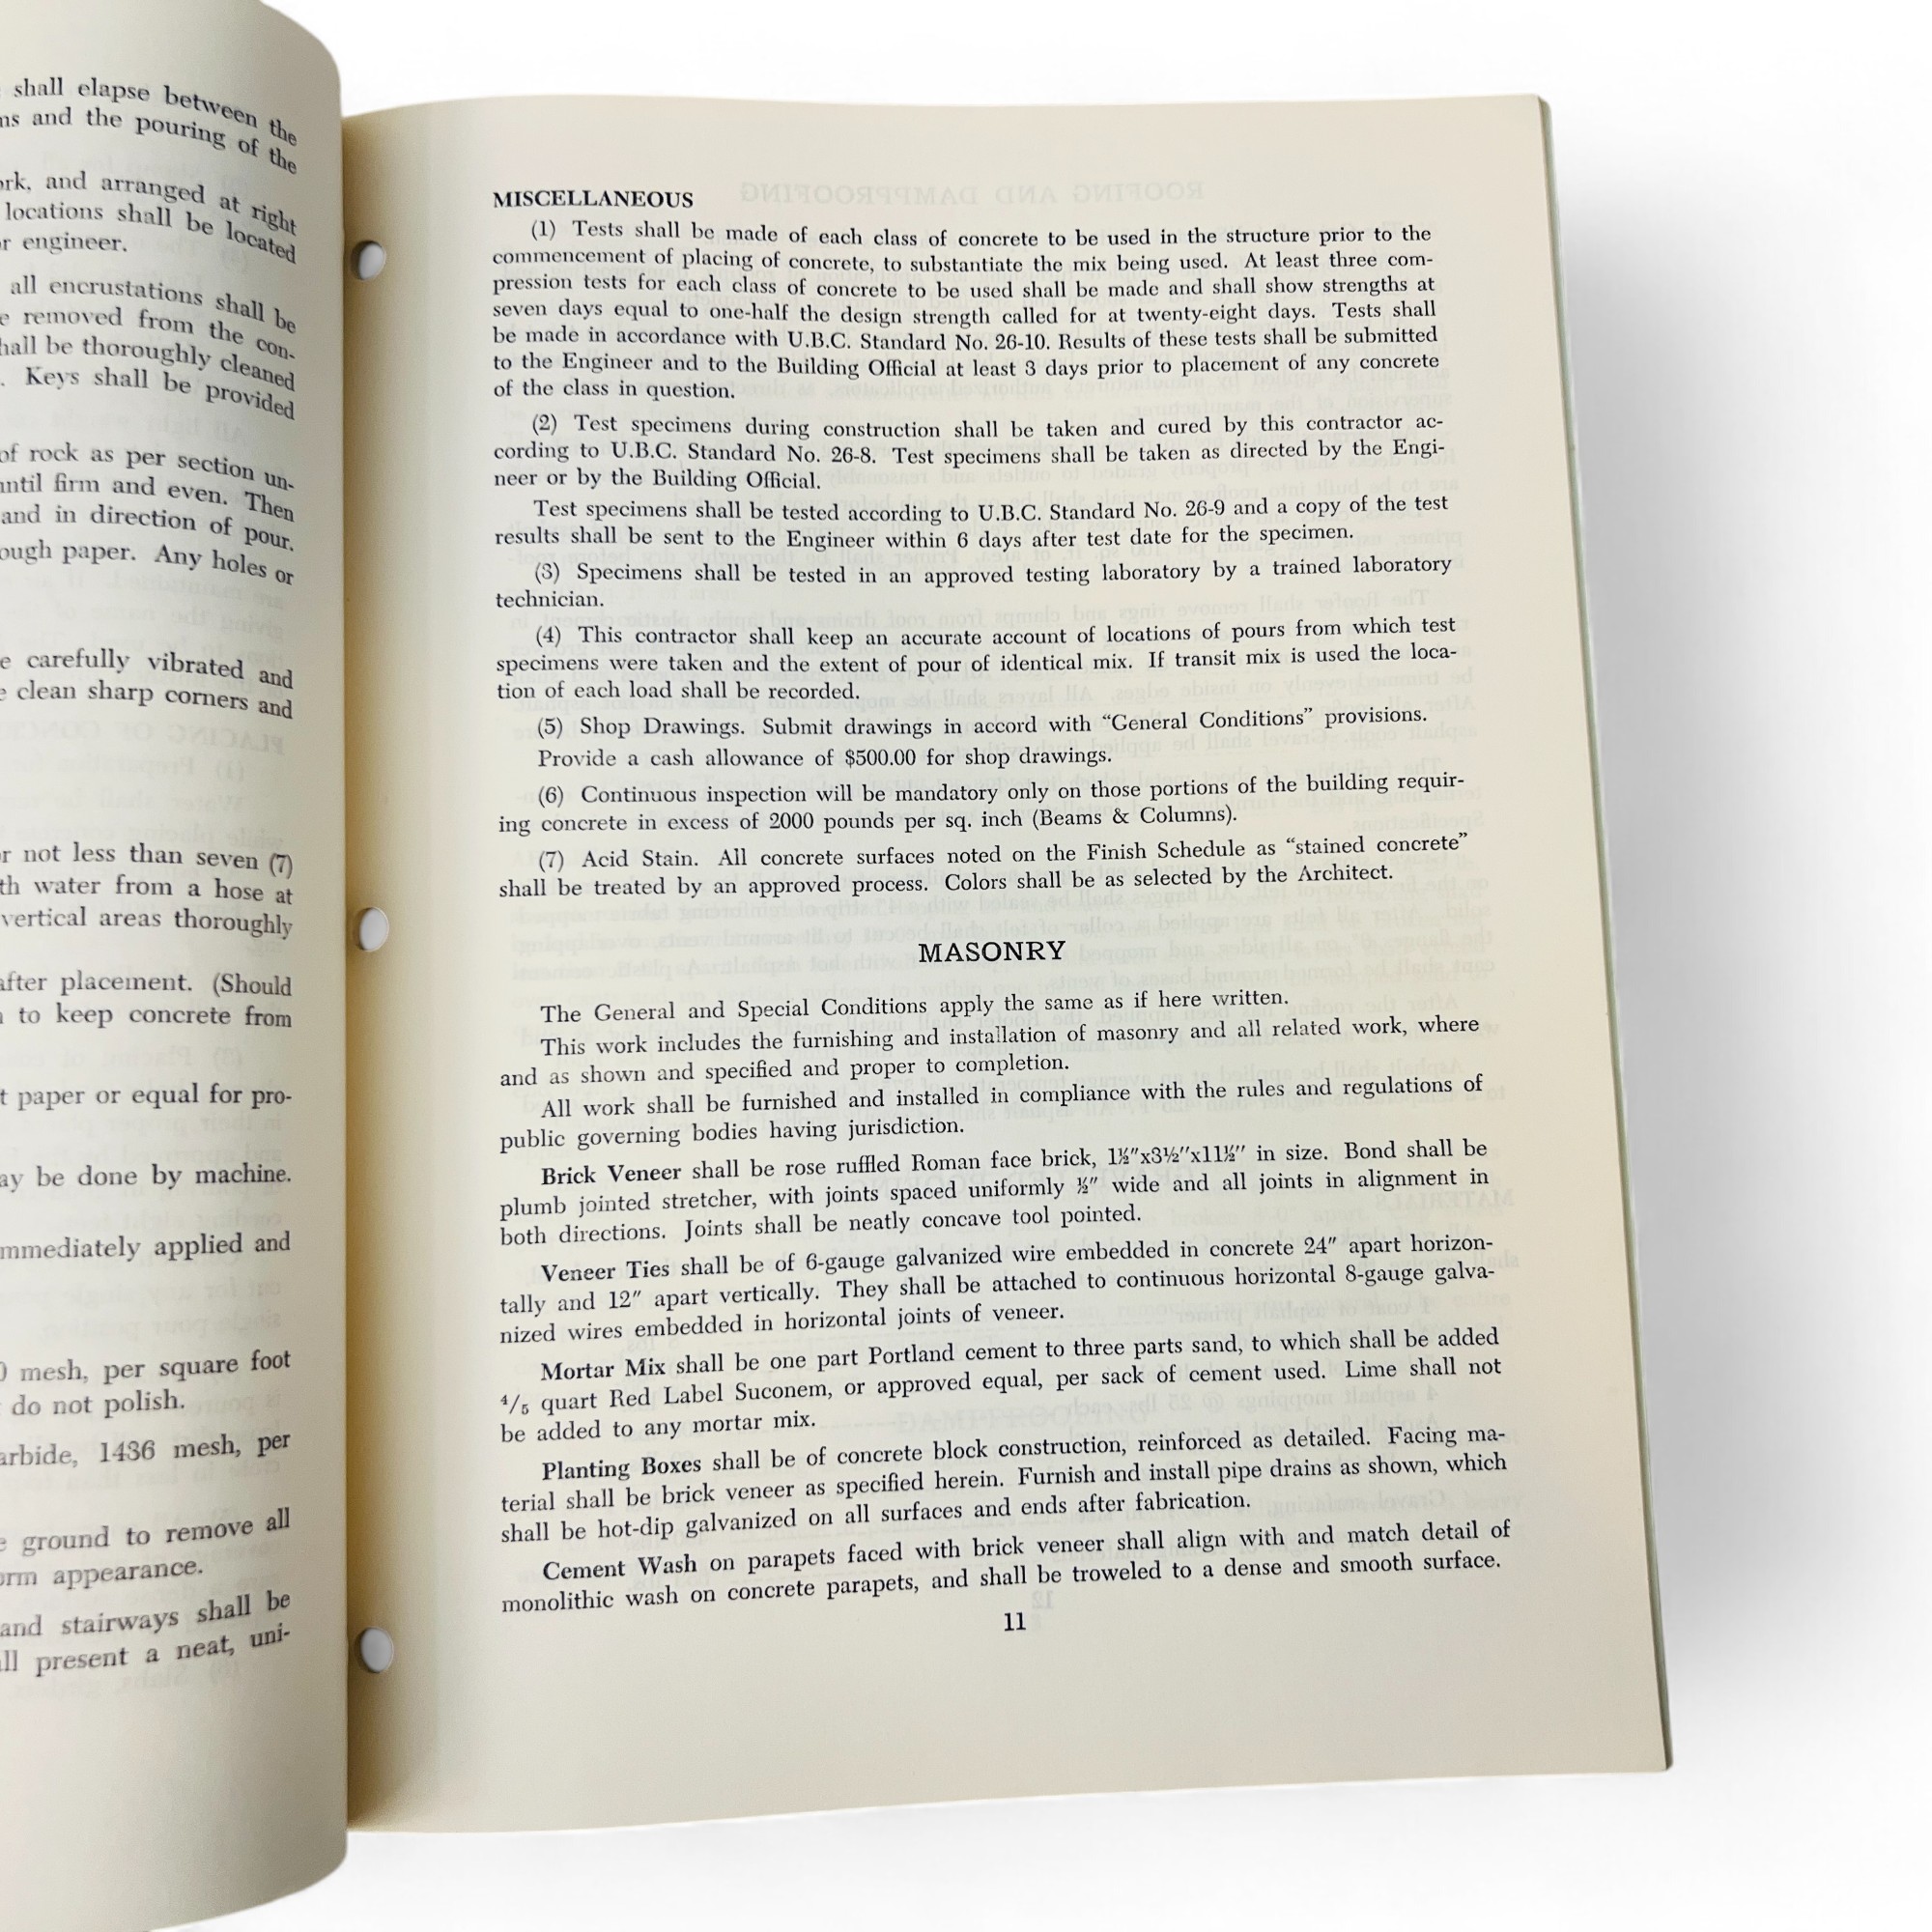 shall elapse between the
and the pouring of the
and arranged at right
locations shall be located
engineer.
all encrustations shall be
removed from the con-
shall be thoroughly cleaned
. Keys shall be provided
of rock as per section un-
until firm and even. Then
and in direction of pour.
paper. Any holes or
carefully vibrated and
clean sharp corners and
not less than seven (7)
water from a hose at
vertical areas thoroughly
after placement. (Should
to keep concrete from
paper or equal for pro-
be done by machine.
immediately applied and
mesh, per square foot
do not polish.
1436 mesh, per
ground to remove all
appearance.
and stairways shall be
present a neat, uni-
MISCELLANEOUS
(1) Tests shall be made of each class of concrete to be used in the structure prior to the
commencement of placing of concrete, to substantiate the mix being used. At least three com-
pression tests for each class of concrete to be used shall be made and shall show strengths at
seven days equal to one-half the design strength called for at twenty-eight days. Tests shall
be made in accordance with U.B.C. Standard No. 26-10. Results of these tests shall be submitted
to the Engineer and to the Building Official at least 3 days prior to placement of any concrete
of the class in question.
(2) Test specimens during construction shall be taken and cured by this contractor ac-
cording to U.B.C. Standard No. 26-8. Test specimens shall be taken as directed by the Engi-
neer or by the Building Official.
Test specimens shall be tested according to U.B.C. Standard No. 26-9 and a copy of the test
results shall be sent to the Engineer within 6 days after test date for the specimen.
(3) Specimens shall be tested in an approved testing laboratory by a trained laboratory
technician.
(4) This contractor shall keep an accurate account of locations of pours from which test
specimens were taken and the extent of pour of identical mix. If transit mix is used the loca-
tion of each load shall be recorded.
(5) Shop Drawings. Submit drawings in accord with “General Conditions” provisions.
Provide a cash allowance of $500.00 for shop drawings.
(6) Continuous inspection will be mandatory only on those portions of the building requir-
ing concrete in excess of 2000 pounds per sq. inch (Beams & Columns).
(7) Acid Stain. All concrete surfaces noted on the Finish Schedule as “stained concrete”
shall be treated by an approved process. Colors shall be as selected by the Architect.
MASONRY
The General and Special Conditions apply the same as if here written.
This work includes the furnishing and installation of masonry and all related work, where
and as shown and specified and proper to completion.
All work shall be furnished and installed in compliance with the rules and regulations of
public governing bodies having jurisdiction.
Brick Veneer shall be rose ruffled Roman face brick, 1½″x3½″x11½″ in size. Bond shall be
plumb jointed stretcher, with joints spaced uniformly ½″ wide and all joints in alignment in
both directions. Joints shall be neatly concave tool pointed.
Veneer Ties shall be of 6-gauge galvanized wire embedded in concrete 24″ apart horizon-
tally and 12″ apart vertically. They shall be attached to continuous horizontal 8-gauge galva-
nized wires embedded in horizontal joints of veneer.
Mortar Mix shall be one part Portland cement to three parts sand, to which shall be added
4/5 quart Red Label Suconem, or approved equal, per sack of cement used. Lime shall not
be added to any mortar mix.
Planting Boxes shall be of concrete block construction, reinforced as detailed. Facing ma-
terial shall be brick veneer as specified herein. Furnish and install pipe drains as shown, which
shall be hot-dip galvanized on all surfaces and ends after fabrication.
Cement Wash on parapets faced with brick veneer shall align with and match detail of
monolithic wash on concrete parapets, and shall be troweled to a dense and smooth surface.
11